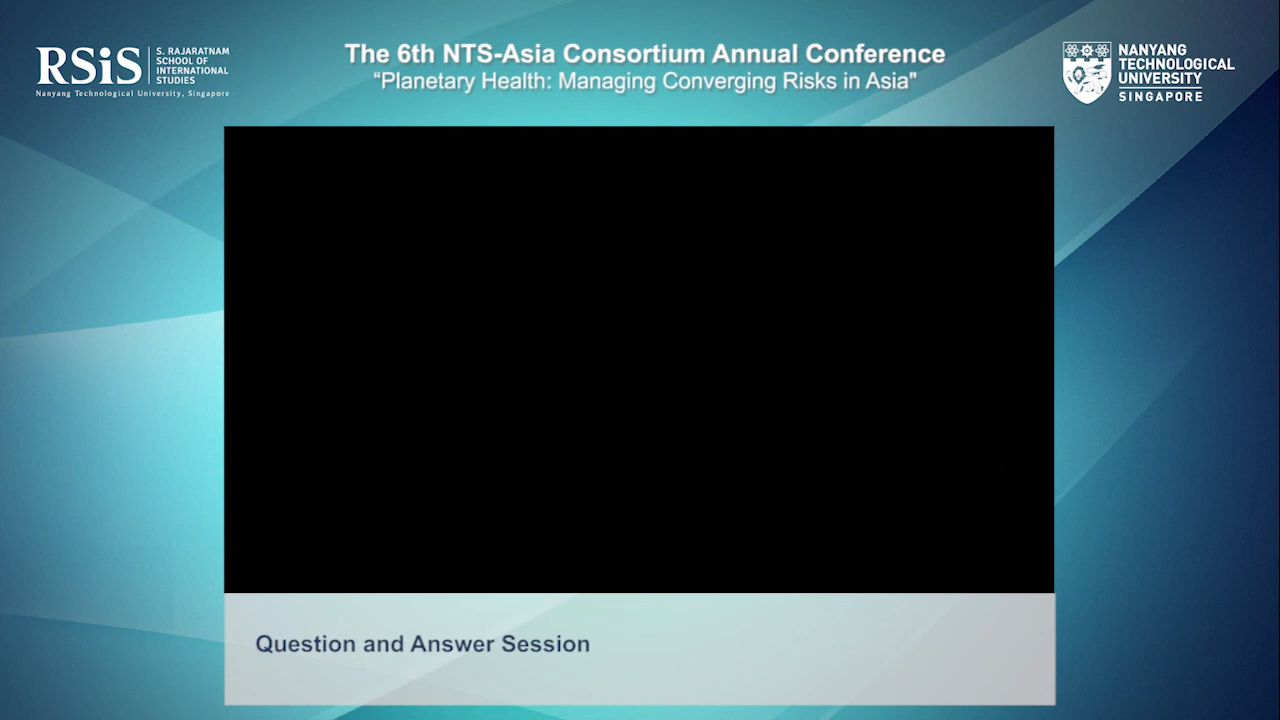 RSiS
S. RAJARATNAM
SCHOOL OF
INTERNATIONAL
STUDIES
Nanyang Technological University, Singapore
The 6th NTS-Asia Consortium Annual Conference
“Planetary Health: Managing Converging Risks in Asia"
NANYANG
TECHNOLOGICAL
UNIVERSITY
SINGAPORE
Question and Answer Session